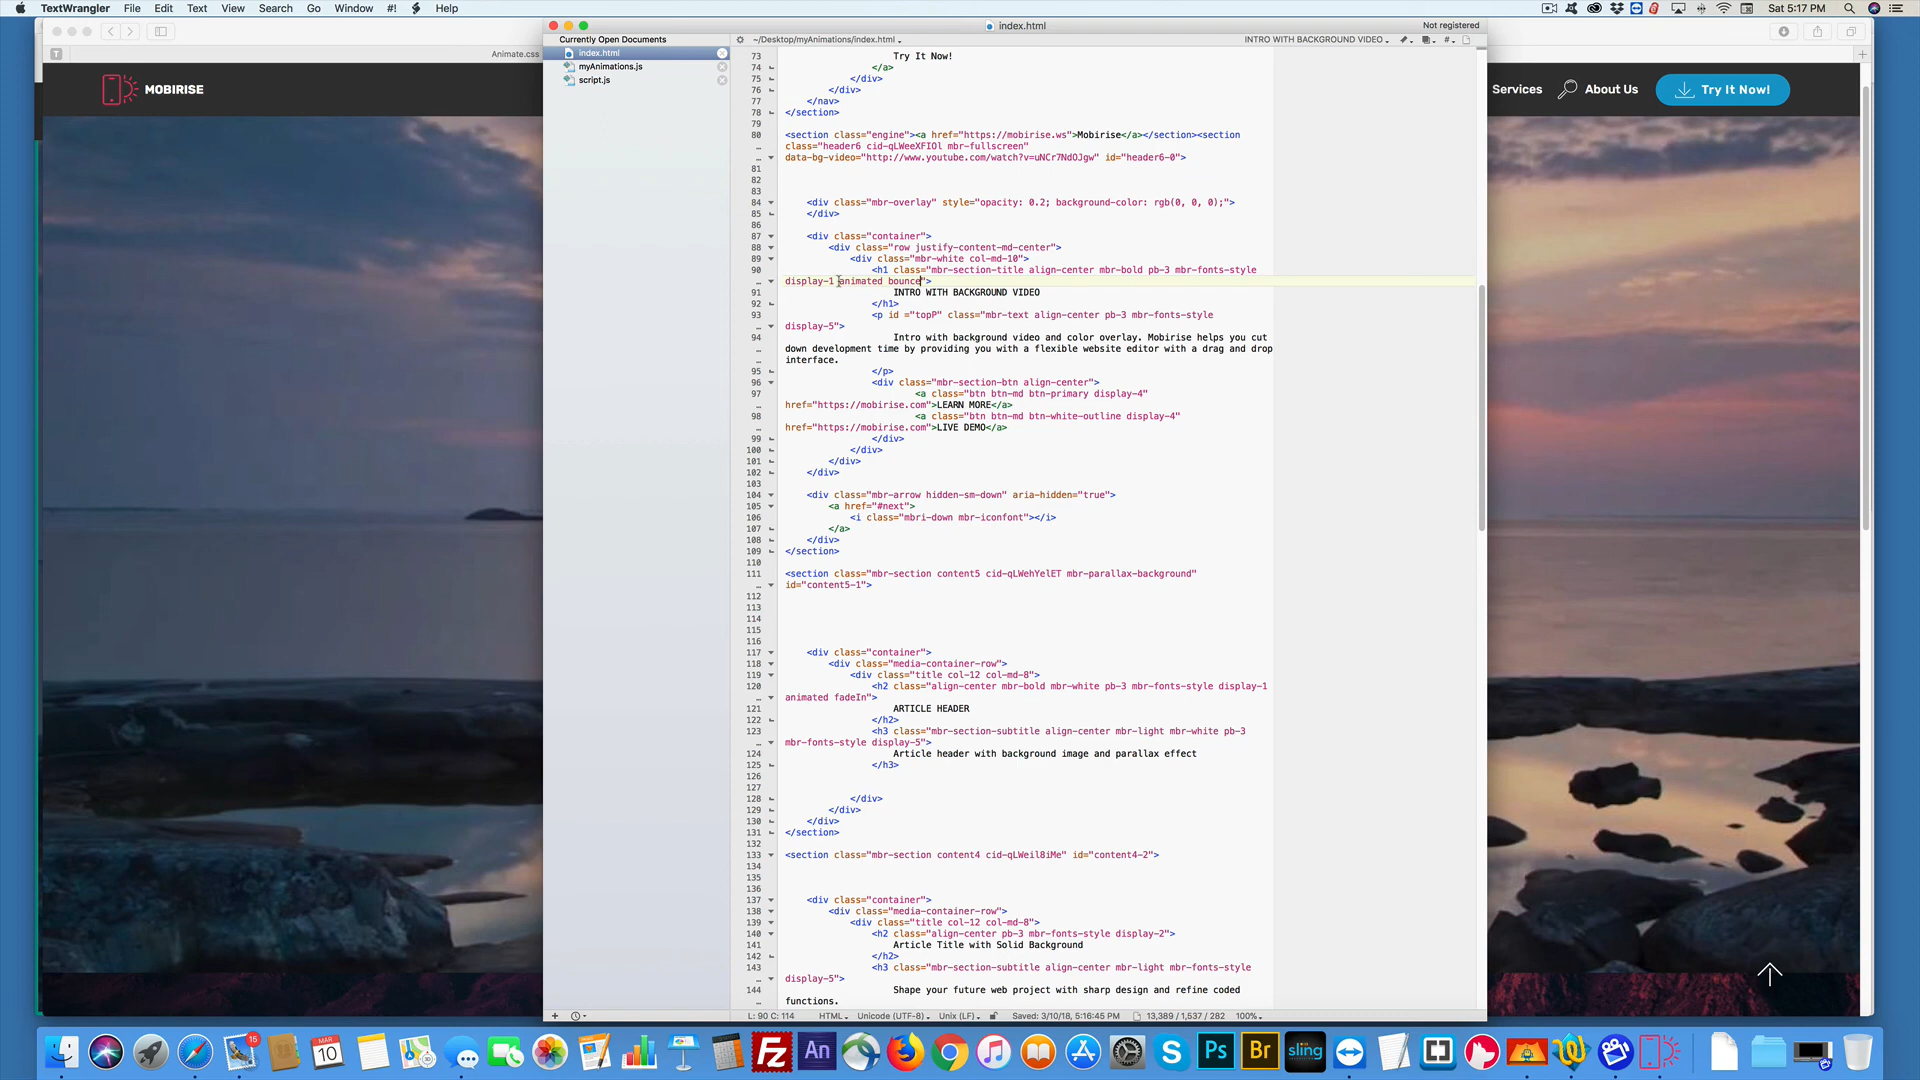 TextWrangler File Edit Text View Search Go Window #! Help
Sat 5:17 PM
index.html
Not registered
Currently Open Documents
~/Desktop/myAnimations/index.html
INTRO WITH BACKGROUND VIDEO
index.html
myAnimations.js
script.js
Animate.css
MOBIRISE
Services
About Us
Try It Now!
73 Try It Now!
74 </a>
75 </div>
76 </div>
77 </nav>
78 </section>
79
80 <section class="engine"><a href="https://mobirise.ws">Mobirise</a></section><section
class="header6 cid-qLWeeXFIOl mbr-fullscreen"
data-bg-video="http://www.youtube.com/watch?v=uNCr7NdOJgw" id="header6-0">
81
82
83
84 <div class="mbr-overlay" style="opacity: 0.2; background-color: rgb(0, 0, 0);">
85 </div>
86
87 <div class="container">
88 <div class="row justify-content-md-center">
89 <div class="mbr-white col-md-10">
90 <h1 class="mbr-section-title align-center mbr-bold pb-3 mbr-fonts-style
display-1 animated bounce">
91 INTRO WITH BACKGROUND VIDEO
92 </h1>
93 <p id ="topP" class="mbr-text align-center pb-3 mbr-fonts-style
display-5">
94 Intro with background video and color overlay. Mobirise helps you cut
down development time by providing you with a flexible website editor with a drag and drop
interface.
95 </p>
96 <div class="mbr-section-btn align-center">
97 <a class="btn btn-md btn-primary display-4"
href="https://mobirise.com">LEARN MORE</a>
98 <a class="btn btn-md btn-white-outline display-4"
href="https://mobirise.com">LIVE DEMO</a>
99 </div>
100 </div>
101 </div>
102 </div>
103
104 <div class="mbr-arrow hidden-sm-down" aria-hidden="true">
105 <a href="#next">
106 <i class="mbri-down mbr-iconfont"></i>
107 </a>
108 </div>
109 </section>
110
111 <section class="mbr-section content5 cid-qLWehYelET mbr-parallax-background"
id="content5-1">
112
113
114
115
116
117 <div class="container">
118 <div class="media-container-row">
119 <div class="title col-12 col-md-8">
120 <h2 class="align-center mbr-bold mbr-white pb-3 mbr-fonts-style display-1
animated fadeIn">
121 ARTICLE HEADER
122 </h2>
123 <h3 class="mbr-section-subtitle align-center mbr-light mbr-white pb-3
mbr-fonts-style display-5">
124 Article header with background image and parallax effect
125 </h3>
126
127
128 </div>
129 </div>
130 </div>
131 </section>
132
133 <section class="mbr-section content4 cid-qLWeil8iMe" id="content4-2">
134
135
136
137 <div class="container">
138 <div class="media-container-row">
139 <div class="title col-12 col-md-8">
140 <h2 class="align-center pb-3 mbr-fonts-style display-2">
141 Article Title with Solid Background
142 </h2>
143 <h3 class="mbr-section-subtitle align-center mbr-light mbr-fonts-style
display-5">
144 Shape your future web project with sharp design and refine coded
functions.
L: 90 C: 114 HTML Unicode (UTF-8) Unix (LF) Saved: 3/10/18, 5:16:45 PM 13,389 / 1,537 / 282 100%
15
MAR
10
Fz
An
S
Ps
Br
sling